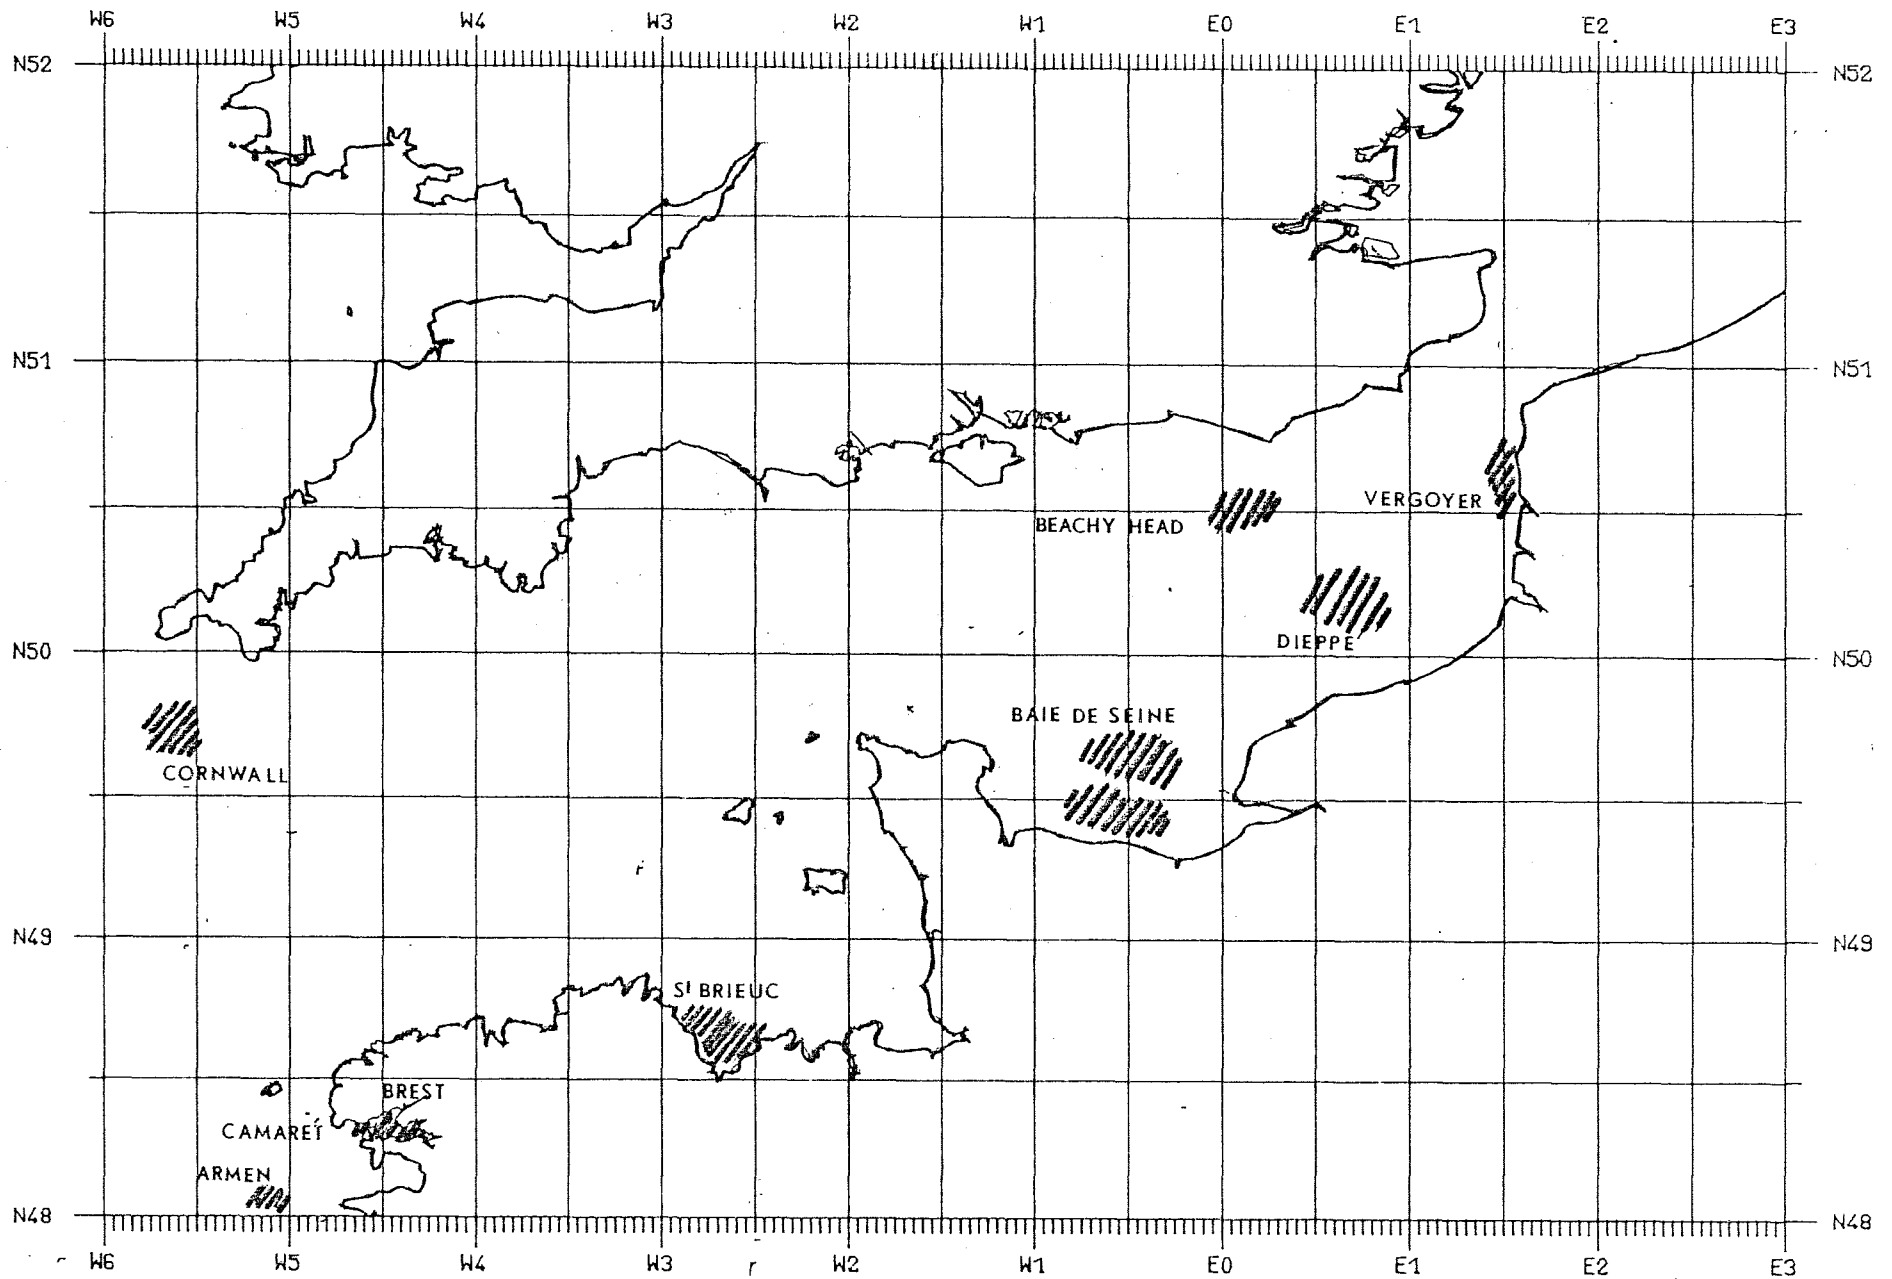 W6 W5 W4 W3 W2 W1 E0 E1 E2 E3
N52 N52
N51 N51
VERGOYER
BEACHY HEAD
DIEPPE
N50 N50
BAIE DE SEINE
CORNWALL
N49 N49
St BRIEUC
BREST
CAMARET
ARMEN
N48 N48
W6 W5 W4 W3 W2 W1 E0 E1 E2 E3